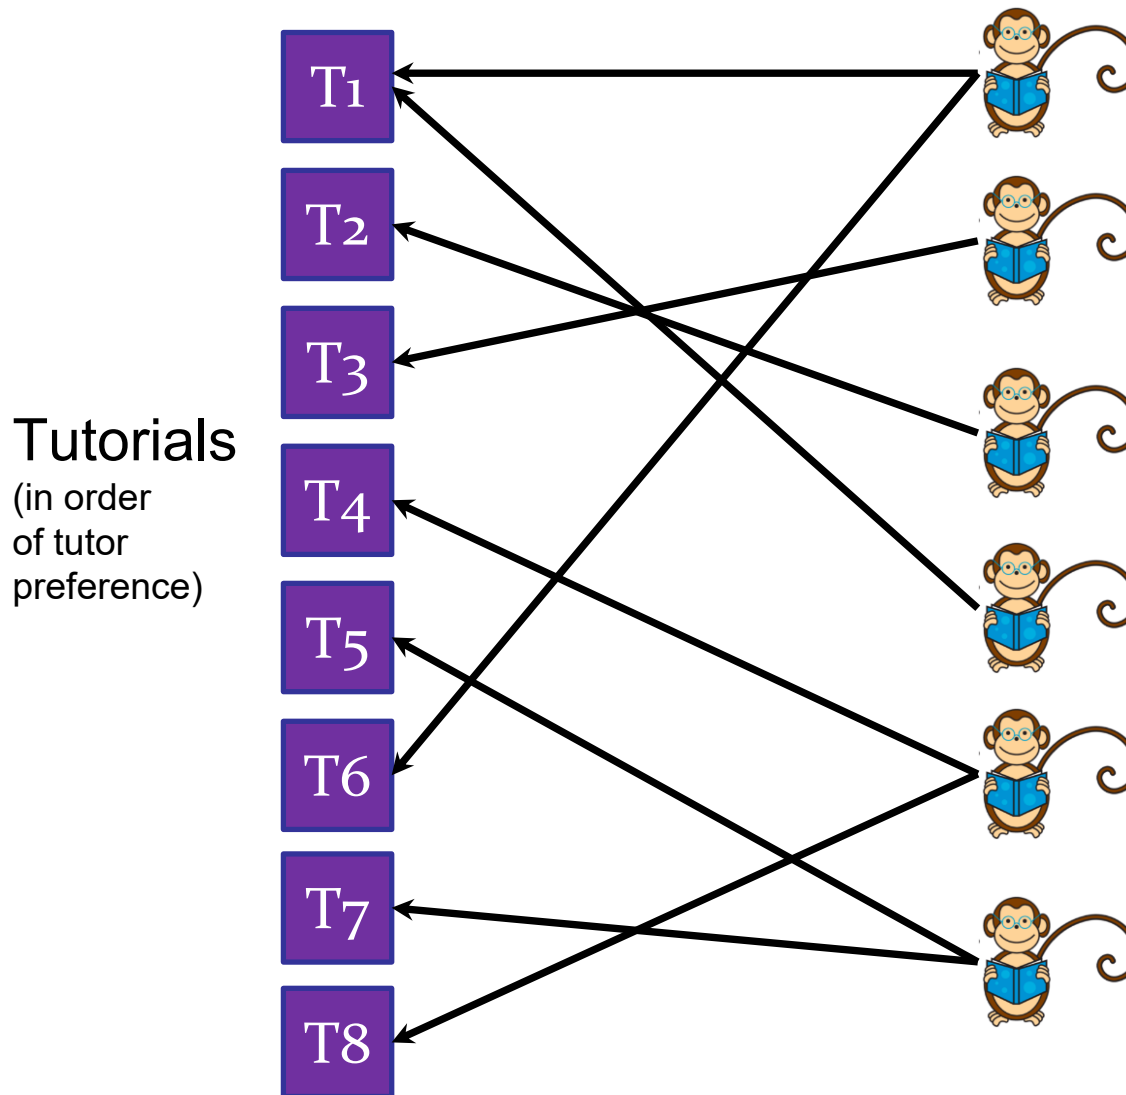 T1
T2
T3
Tutorials
(in order
of tutor
preference)
T4
T5
T6
T7
T8